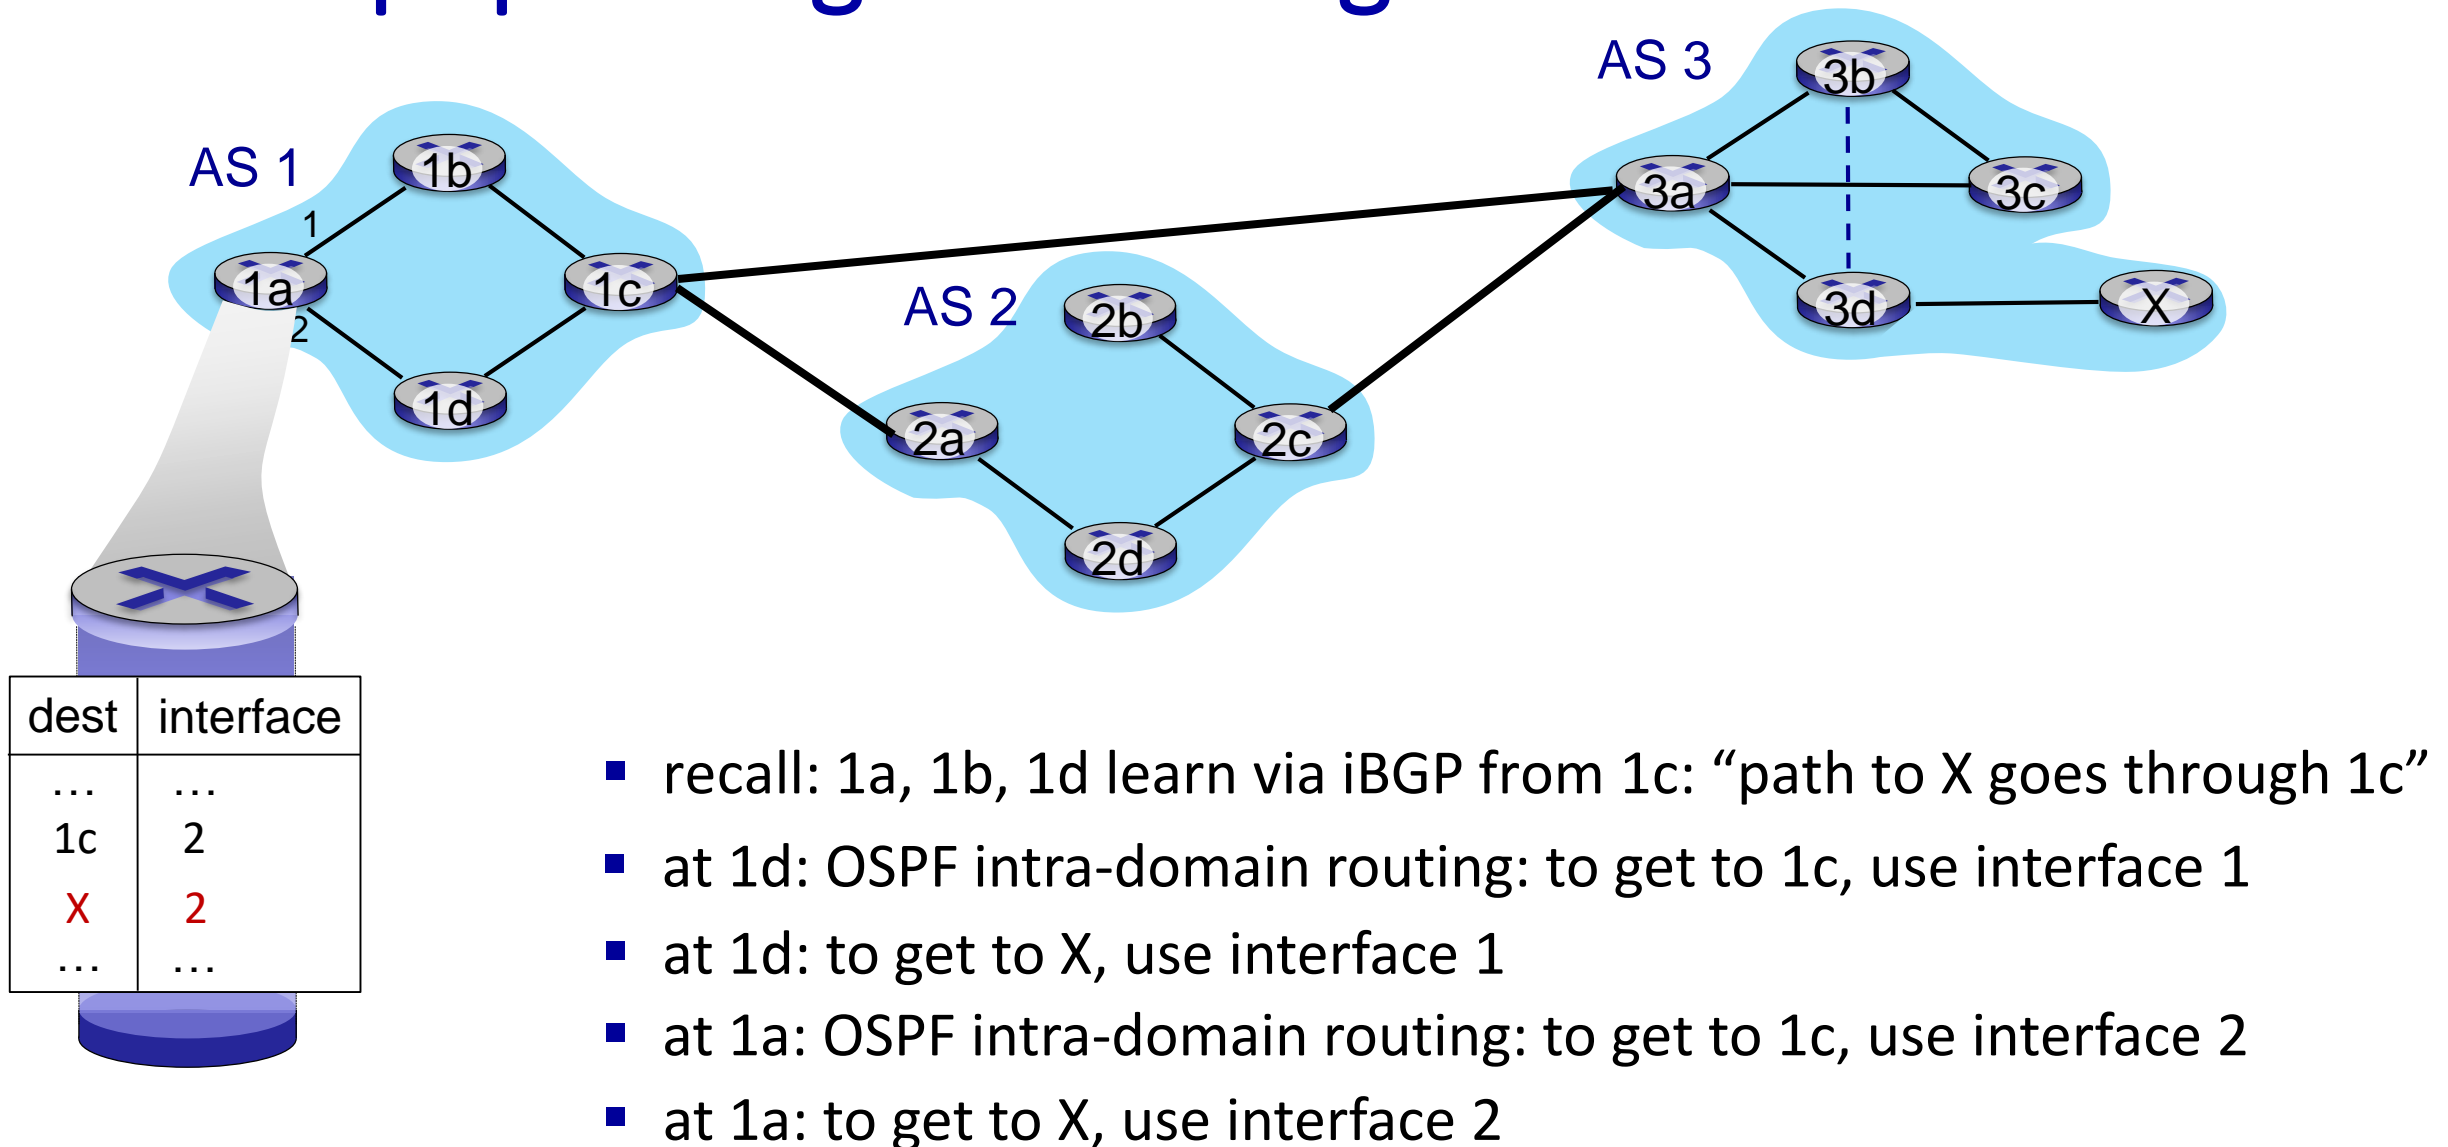 AS 3
3b
AS 1
1b
3a
3c
1
1a
1c
AS 2
2b
3d
X
2
1d
2a
2c
2d
dest interface
... ...
1c 2
X 2
... ...
▪ recall: 1a, 1b, 1d learn via iBGP from 1c: “path to X goes through 1c”
▪ at 1d: OSPF intra-domain routing: to get to 1c, use interface 1
▪ at 1d: to get to X, use interface 1
▪ at 1a: OSPF intra-domain routing: to get to 1c, use interface 2
▪ at 1a: to get to X, use interface 2